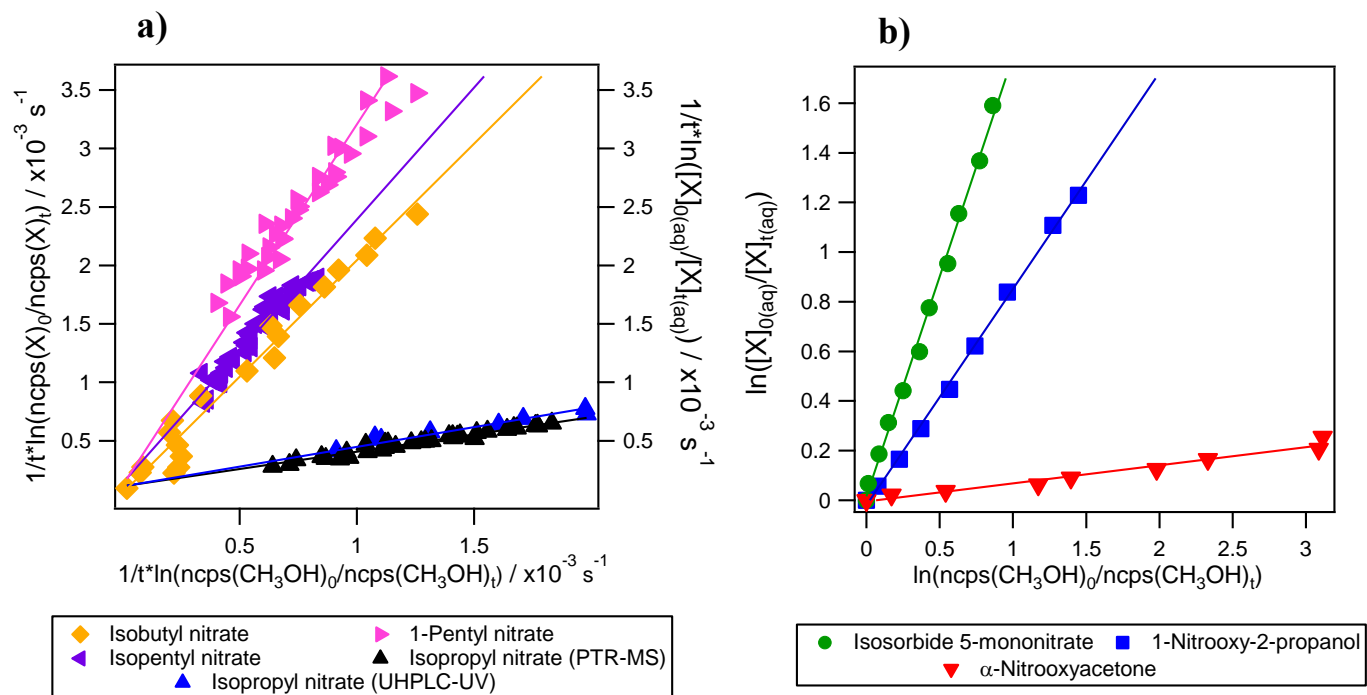 a)
b)
3.5
3
2.5
2
1.5
1
0.5
1/t*ln(ncps(X)₀/ncps(X)ₜ) / x10⁻³ s⁻¹
3.5
3
2.5
2
1.5
1
0.5
1/t*ln([X]₀₍aq₎/[X]ₜ₍aq₎) / x10⁻³ s⁻¹
0.5 1 1.5
1/t*ln(ncps(CH₃OH)₀/ncps(CH₃OH)ₜ) / x10⁻³ s⁻¹
Isobutyl nitrate 1-Pentyl nitrate
Isopentyl nitrate Isopropyl nitrate (PTR-MS)
Isopropyl nitrate (UHPLC-UV)
1.6
1.4
1.2
1
0.8
0.6
0.4
0.2
0
ln([X]₀₍aq₎/[X]ₜ₍aq₎)
0 0.5 1 1.5 2 2.5 3
ln(ncps(CH₃OH)₀/ncps(CH₃OH)ₜ)
Isosorbide 5-mononitrate 1-Nitrooxy-2-propanol
α-Nitrooxyacetone